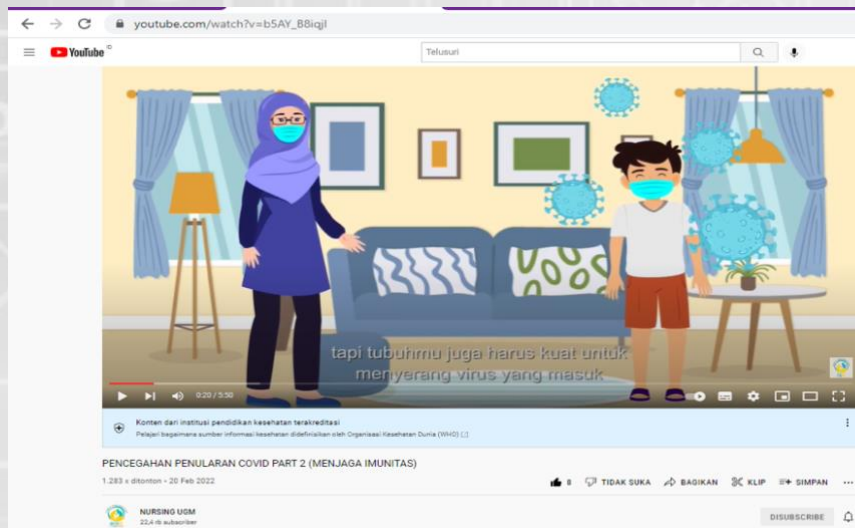 youtube.com/watch?v=b5AY_B8iqjI
YouTube ID
Telusuri
tapi tubuhmu juga harus kuat untuk
menyerang virus yang masuk
0:20 / 5:50
Konten dari institusi pendidikan kesehatan terakreditasi
Pelajari bagaimana sumber informasi kesehatan didefinisikan oleh Organisasi Kesehatan Dunia (WHO)
PENCEGAHAN PENULARAN COVID PART 2 (MENJAGA IMUNITAS)
1.283 x ditonton • 20 Feb 2022
8 TIDAK SUKA BAGIKAN KLIP SIMPAN
NURSING UGM
22,4 rb subscriber
DISUBSCRIBE